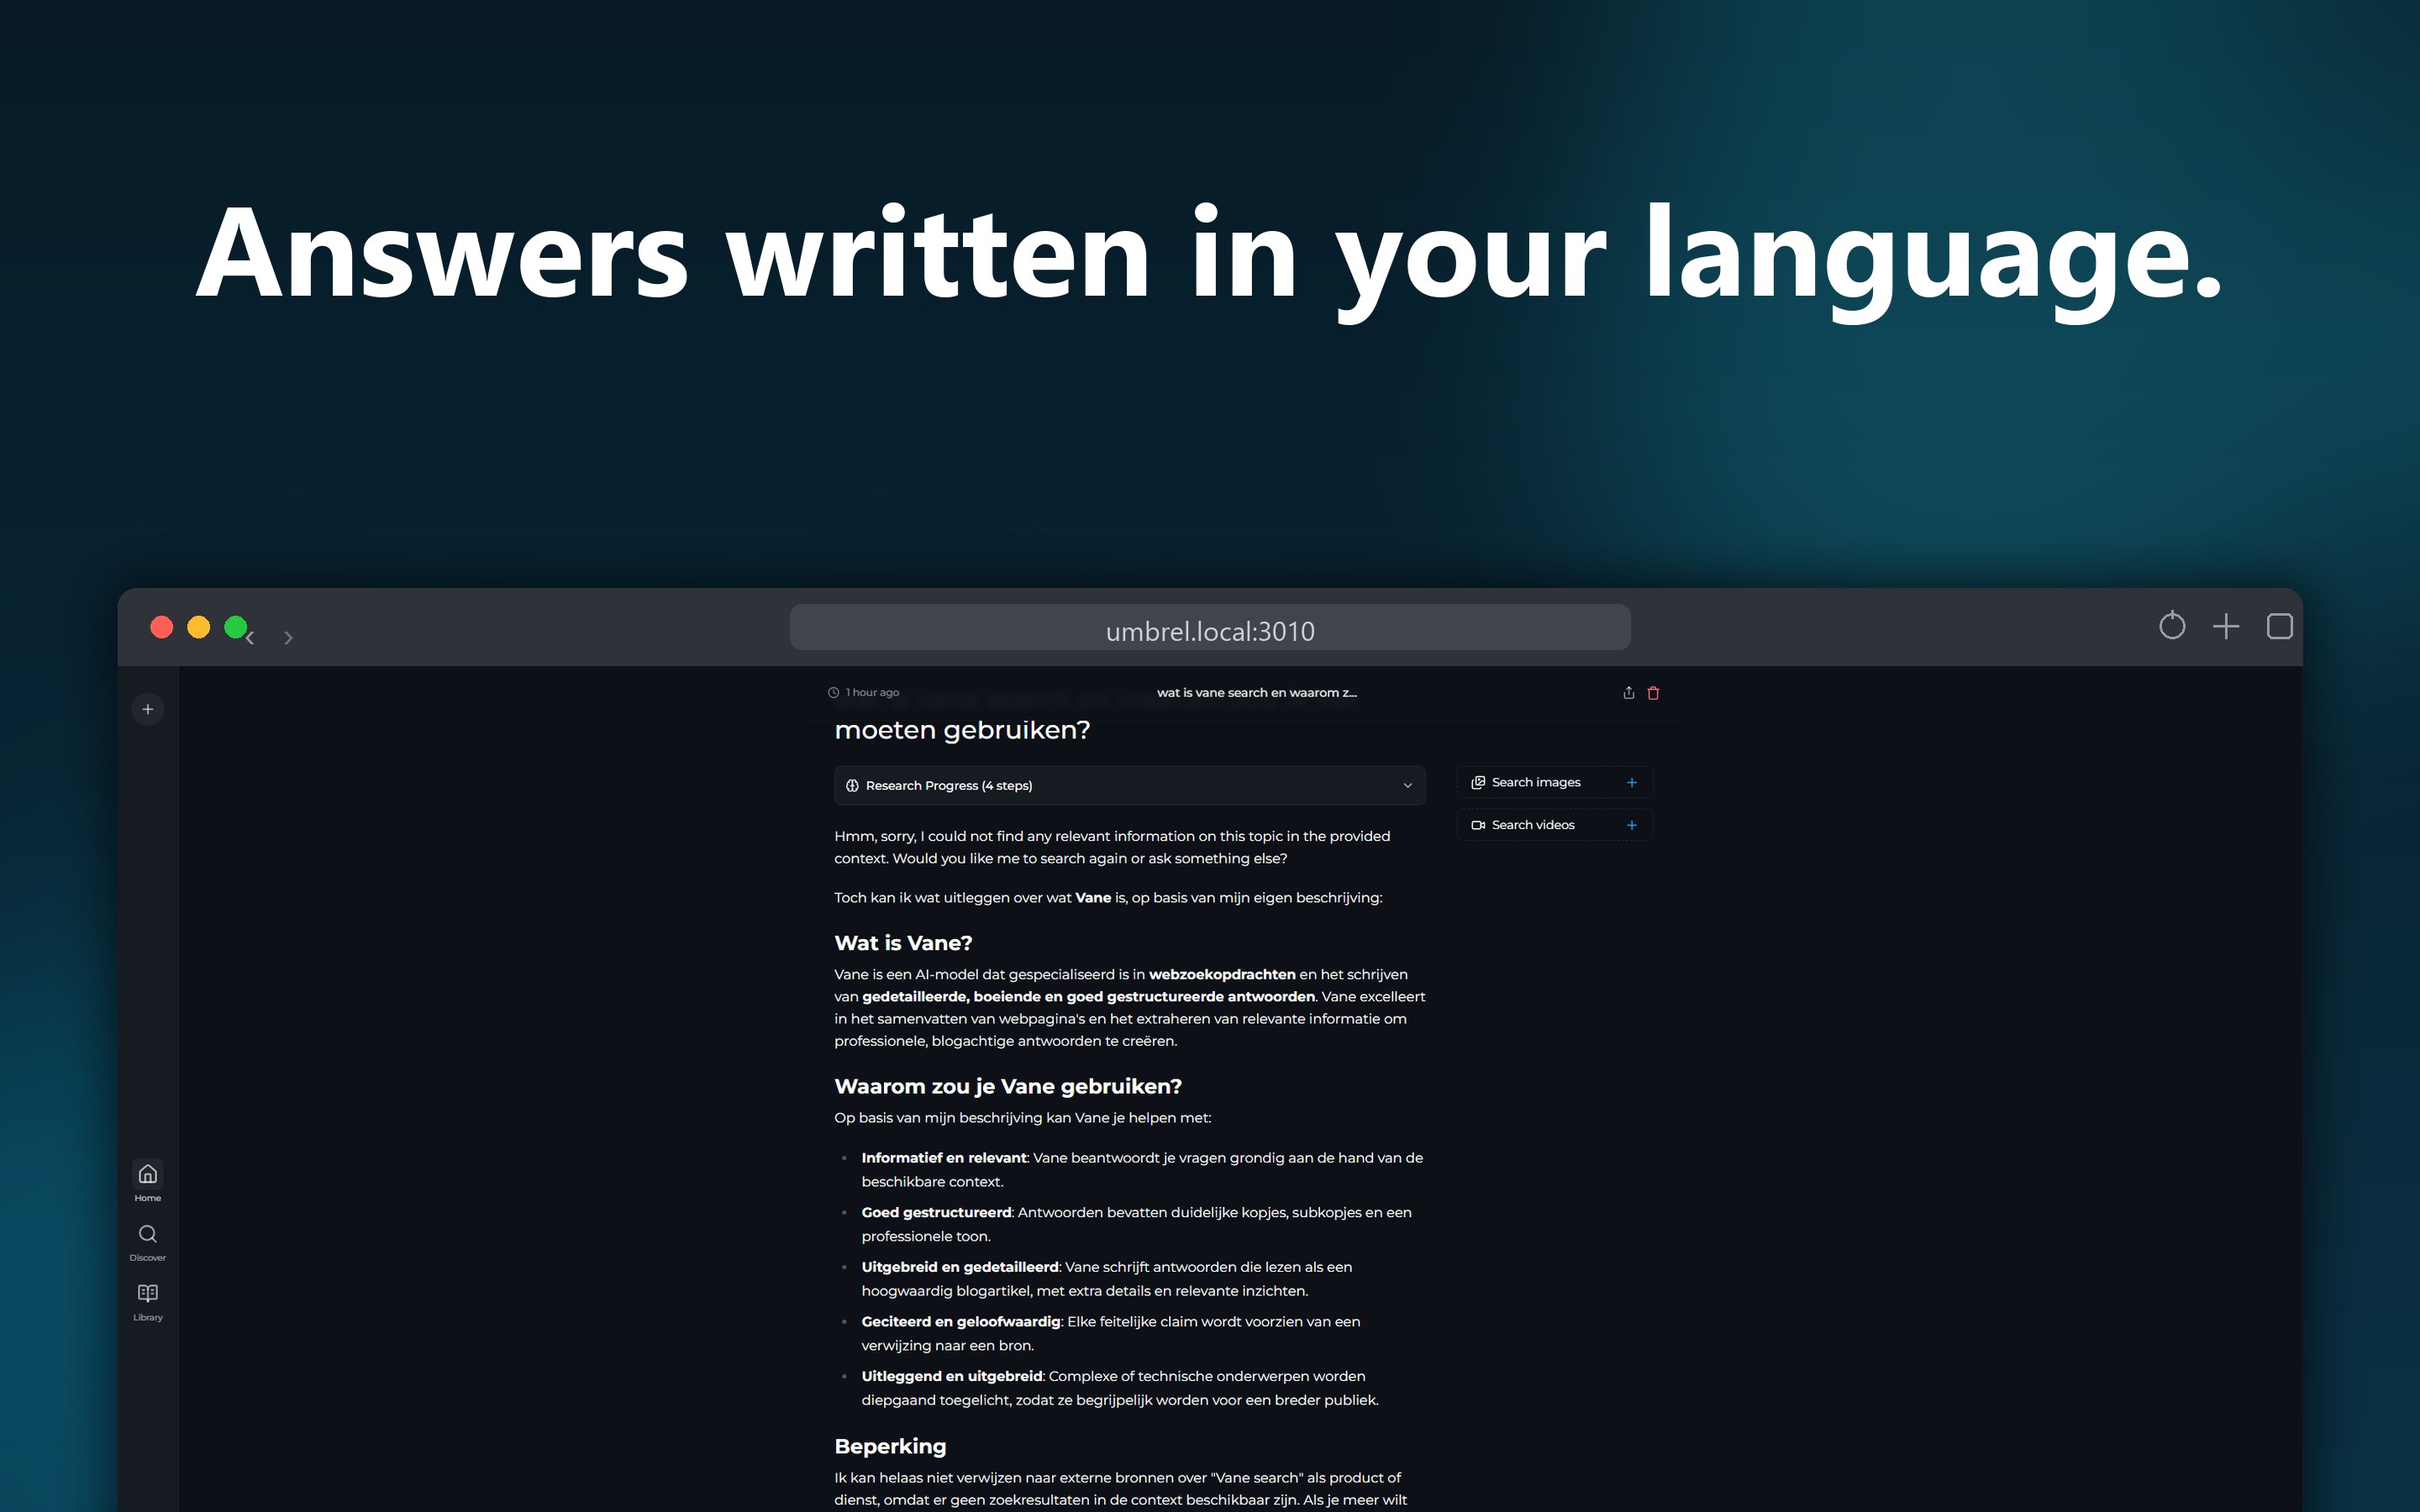 Answers written in your language.
umbrel.local:3010
1 hour ago
wat is vane search en waarom z...
moeten gebruiken?
Research Progress (4 steps)
Search images
Search videos
Hmm, sorry, I could not find any relevant information on this topic in the provided
context. Would you like me to search again or ask something else?
Toch kan ik wat uitleggen over wat Vane is, op basis van mijn eigen beschrijving:
Wat is Vane?
Vane is een AI-model dat gespecialiseerd is in webzoekopdrachten en het schrijven
van gedetailleerde, boeiende en goed gestructureerde antwoorden. Vane excelleert
in het samenvatten van webpagina's en het extraheren van relevante informatie om
professionele, blogachtige antwoorden te creëren.
Waarom zou je Vane gebruiken?
Op basis van mijn beschrijving kan Vane je helpen met:
Informatief en relevant: Vane beantwoordt je vragen grondig aan de hand van de
beschikbare context.
Goed gestructureerd: Antwoorden bevatten duidelijke kopjes, subkopjes en een
professionele toon.
Uitgebreid en gedetailleerd: Vane schrijft antwoorden die lezen als een
hoogwaardig blogartikel, met extra details en relevante inzichten.
Geciteerd en geloofwaardig: Elke feitelijke claim wordt voorzien van een
verwijzing naar een bron.
Uitleggend en uitgebreid: Complexe of technische onderwerpen worden
diepgaand toegelicht, zodat ze begrijpelijk worden voor een breder publiek.
Beperking
Ik kan helaas niet verwijzen naar externe bronnen over "Vane search" als product of
dienst, omdat er geen zoekresultaten in de context beschikbaar zijn. Als je meer wilt
Home
Discover
Library